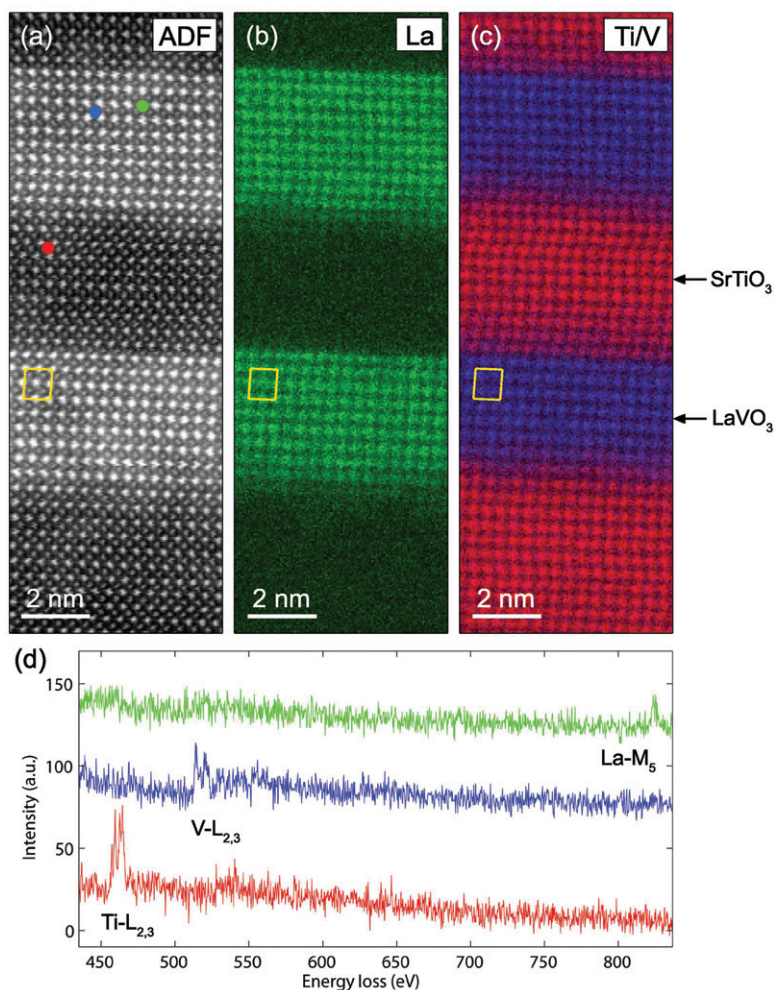 (a) ADF
(b) La
(c) Ti/V
SrTiO₃
LaVO₃
2 nm
2 nm
2 nm
(d)
Intensity (a.u.)
150
100
50
0
La-M₅
V-L₂,₃
Ti-L₂,₃
450 500 550 600 650 700 750 800
Energy loss (eV)